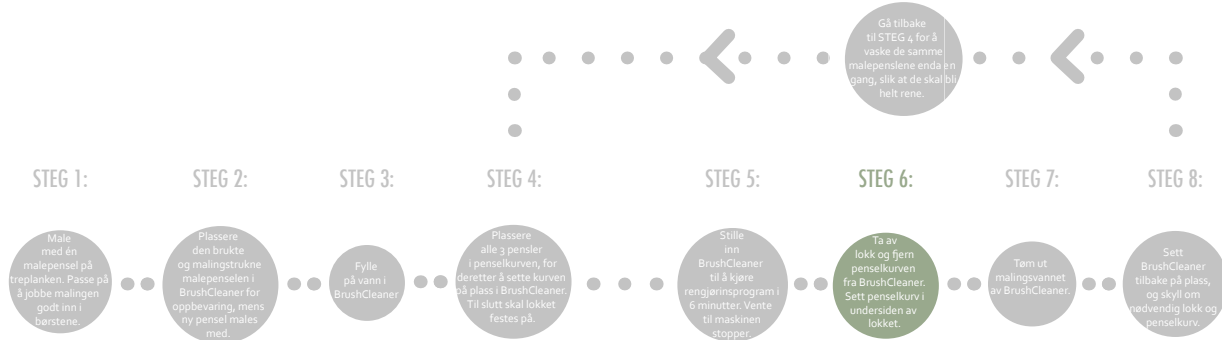 Gå tilbake
til STEG 4 for å
vaske de samme
malepenslene enda en
gang, slik at de skal bli
helt rene.
STEG 1:
STEG 2:
STEG 3:
STEG 4:
STEG 5:
STEG 6:
STEG 7:
STEG 8:
Male
med én
malepensel på
treplanken. Passe på
å jobbe malingen
godt inn i
børstene.
Plassere
den brukte
og malingstrukne
malepenselen i
BrushCleaner for
oppbevaring, mens
ny pensel males
med.
Fylle
på vann i
BrushCleaner
Plassere
alle 3 pensler
i penselkurven, for
deretter å sette kurven
på plass i BrushCleaner.
Til slutt skal lokket
festes på.
Stille
inn
BrushCleaner
til å kjøre
rengjøringsprogram i
6 minutter. Vente
til maskinen
stopper.
Ta av
lokk og fjern
penselkurven
fra BrushCleaner.
Sett penselkurv i
undersiden av
lokket.
Tøm ut
malingsvannet
av BrushCleaner.
Sett
BrushCleaner
tilbake på plass,
og skyll om
nødvendig lokk og
penselkurv.